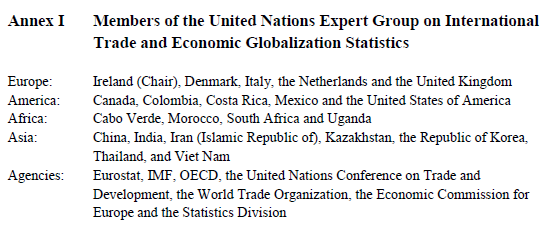 Annex I Members of the United Nations Expert Group on International
Trade and Economic Globalization Statistics
Europe: Ireland (Chair), Denmark, Italy, the Netherlands and the United Kingdom
America: Canada, Colombia, Costa Rica, Mexico and the United States of America
Africa: Cabo Verde, Morocco, South Africa and Uganda
Asia: China, India, Iran (Islamic Republic of), Kazakhstan, the Republic of Korea,
Thailand, and Viet Nam
Agencies: Eurostat, IMF, OECD, the United Nations Conference on Trade and
Development, the World Trade Organization, the Economic Commission for
Europe and the Statistics Division